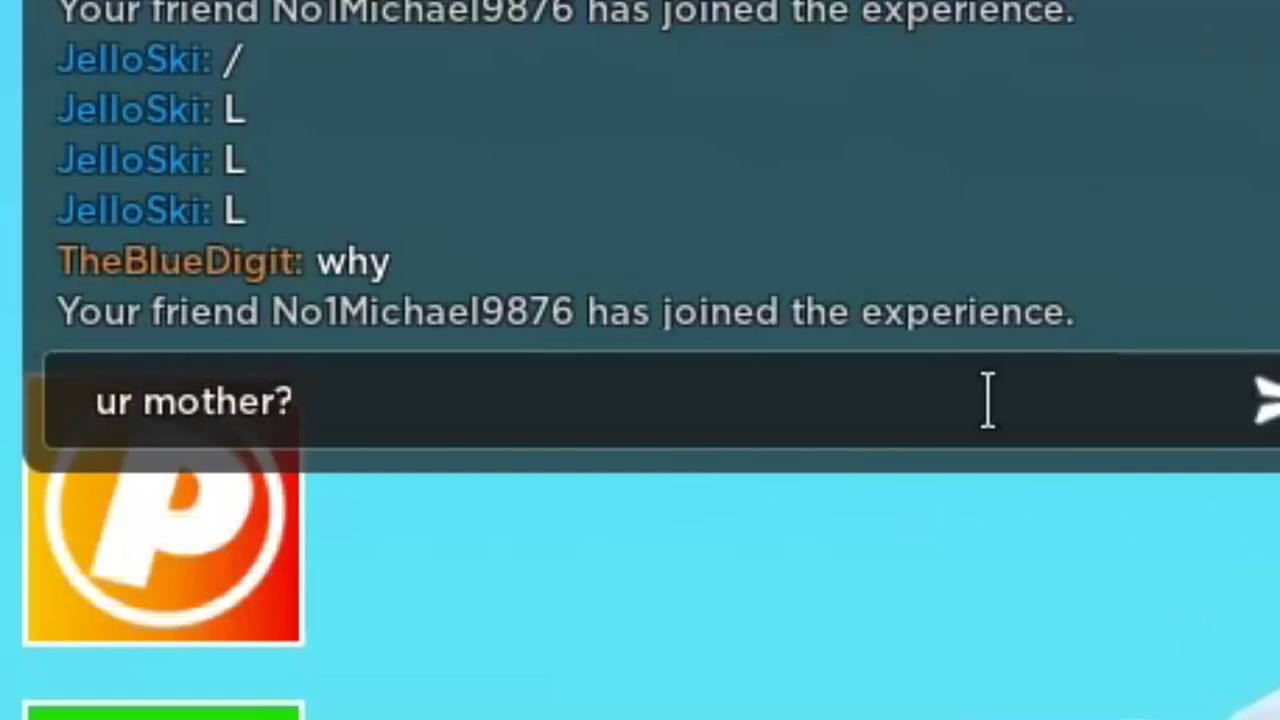 Your friend No1Michael9876 has joined the experience.
JelloSki: /
JelloSki: L
JelloSki: L
JelloSki: L
TheBlueDigit: why
Your friend No1Michael9876 has joined the experience.
ur mother?
P